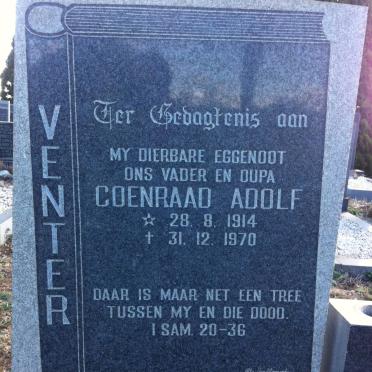 VENTER
Ter Gedagtenis aan
MY DIERBARE EGGENOOT
ONS VADER EN OUPA
COENRAAD ADOLF
☆ 28. 8. 1914
✝ 31. 12. 1970
DAAR IS MAAR NET EEN TREE
TUSSEN MY EN DIE DOOD.
I SAM. 20-36